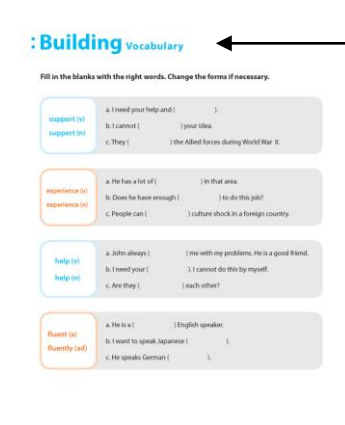 : Building Vocabulary
Fill in the blanks with the right words. Change the forms if necessary.
support (v)
support (n)
a. I need your help and ( ).
b. I cannot ( ) your idea.
c. They ( ) the Allied forces during World War II.
experience (v)
experience (n)
a. He has a lot of ( ) in that area.
b. Does he have enough ( ) to do this job?
c. People can ( ) culture shock in a foreign country.
help (v)
help (n)
a. John always ( ) me with my problems. He is a good friend.
b. I need your ( ). I cannot do this by myself.
c. Are they ( ) each other?
fluent (a)
fluently (ad)
a. He is a ( ) English speaker.
b. I want to speak Japanese ( ).
c. He speaks German ( ).